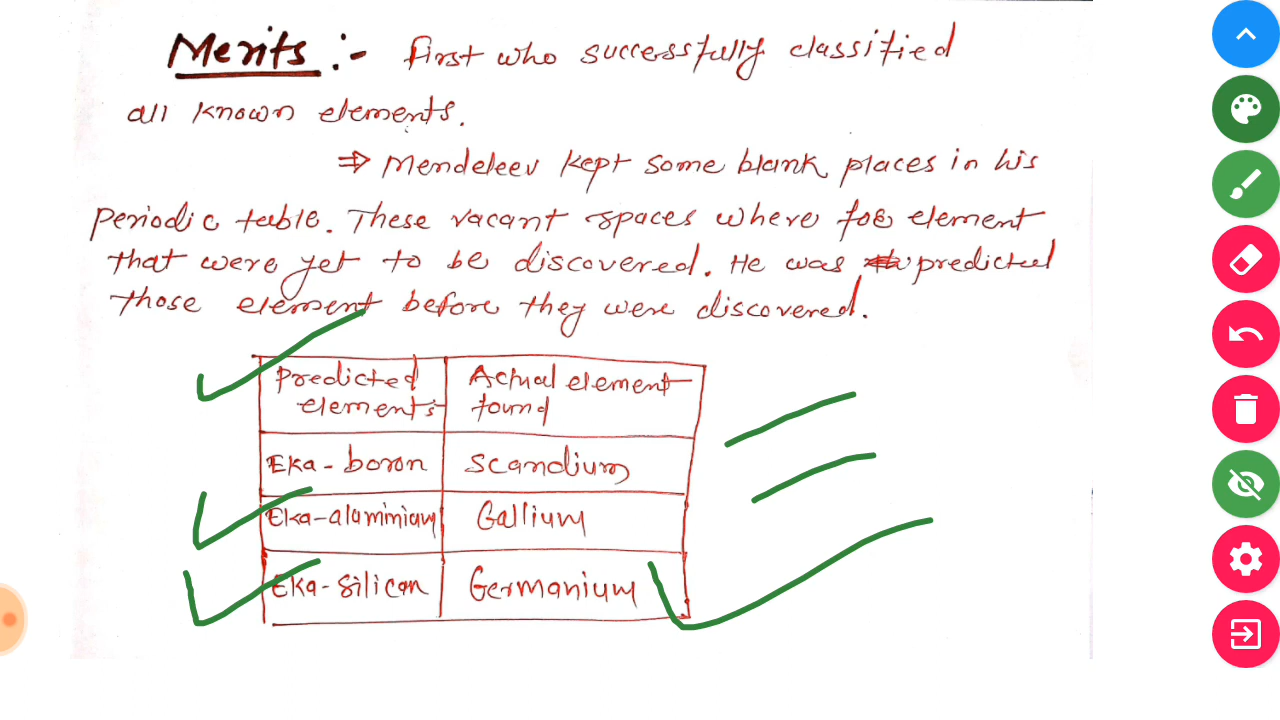 Merits :- first who successfully classified
all known elements.
⇒ Mendeleev kept some blank places in his
periodic table. These vacant spaces where for element
that were yet to be discovered. He was predicted
those element before they were discovered.
Predicted elements Actual element found
Eka-boron Scandium
Eka-aluminium Gallium
Eka-silicon Germanium